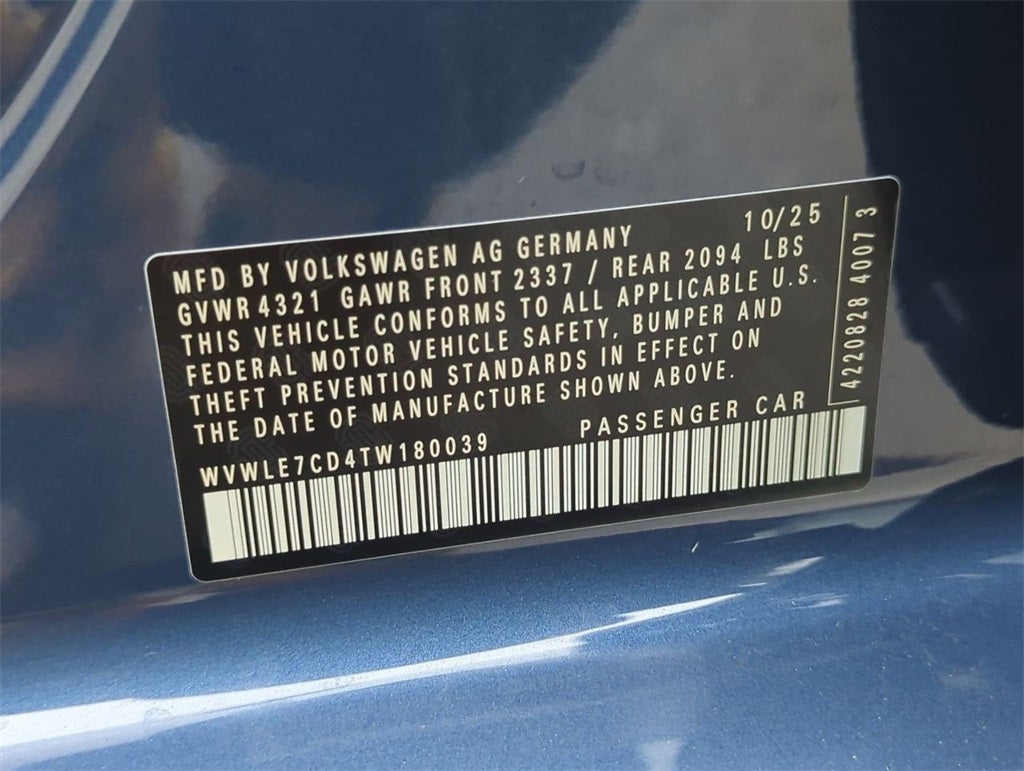 MFD BY VOLKSWAGEN AG GERMANY 10/25
GVWR 4321 GAWR FRONT 2337 / REAR 2094 LBS
THIS VEHICLE CONFORMS TO ALL APPLICABLE U.S.
FEDERAL MOTOR VEHICLE SAFETY, BUMPER AND
THEFT PREVENTION STANDARDS IN EFFECT ON
THE DATE OF MANUFACTURE SHOWN ABOVE.
WVWLE7CD4TW180039 PASSENGER CAR
4220828 4007 3